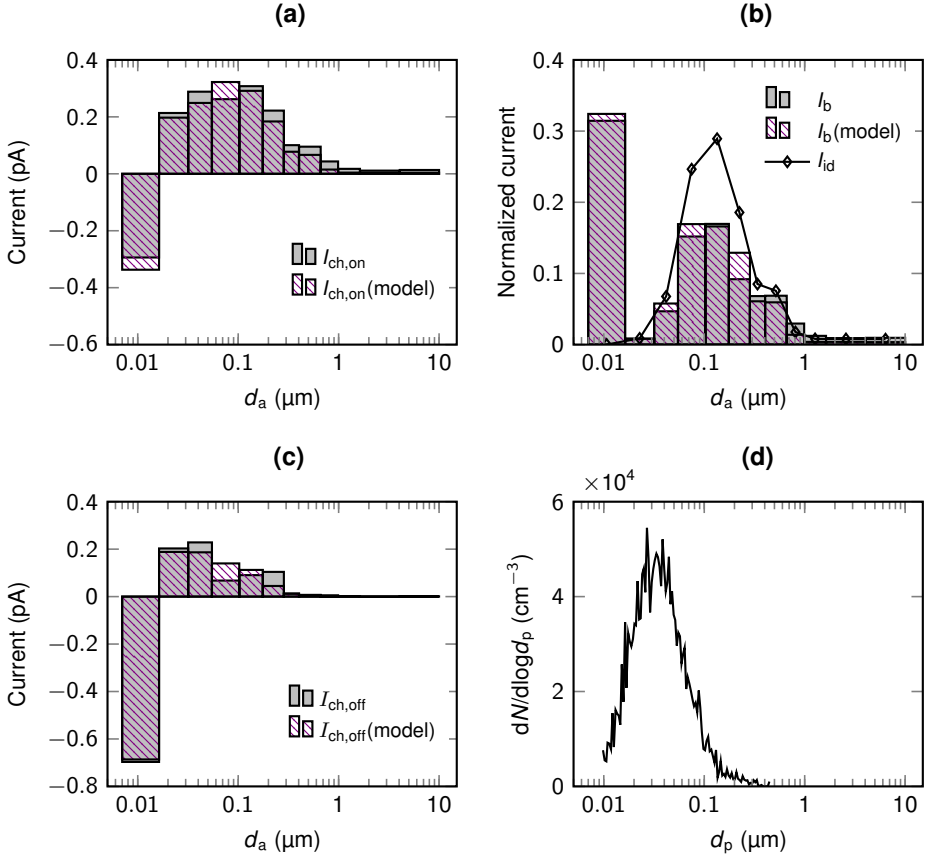 (a)
0.4
0.2
0
−0.2
−0.4
−0.6
Current (pA)
I_ch,on
I_ch,on(model)
0.01 0.1 1 10
d_a (µm)
(b)
0.4
0.3
0.2
0.1
0
Normalized current
I_b
I_b(model)
I_id
0.01 0.1 1 10
d_a (µm)
(c)
0.4
0.2
0
−0.2
−0.4
−0.6
−0.8
Current (pA)
I_ch,off
I_ch,off(model)
0.01 0.1 1 10
d_a (µm)
(d)
×10⁴
6
4
2
0
dN/dlogd_p (cm⁻³)
0.01 0.1 1 10
d_p (µm)